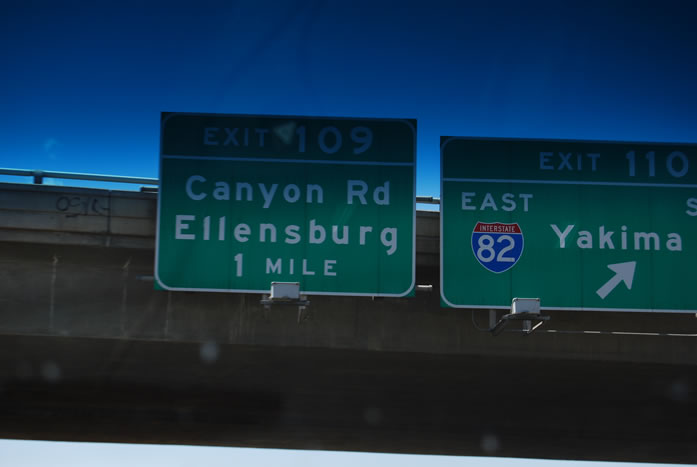 EXIT 109
Canyon Rd
Ellensburg
1 MILE
EXIT 110
EAST
INTERSTATE
82
Yakima